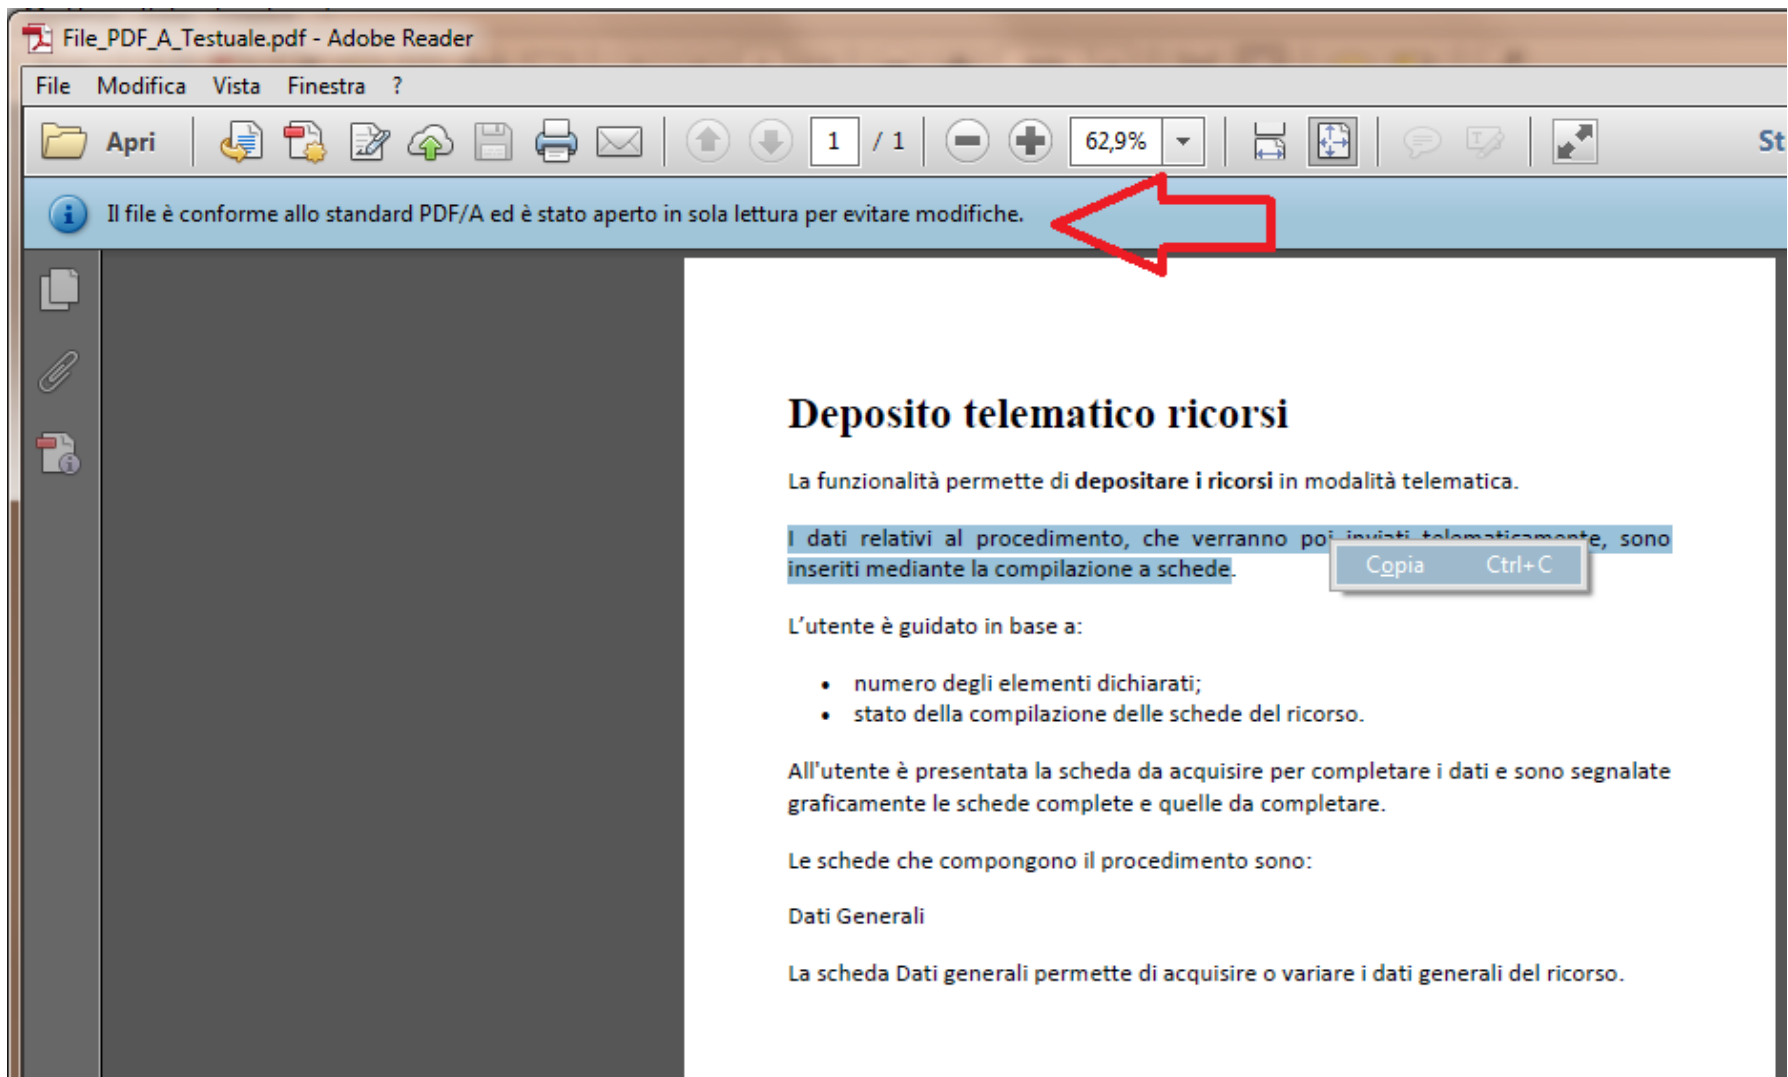 File_PDF_A_Testuale.pdf - Adobe Reader
File Modifica Vista Finestra ?
Apri 1 / 1 62,9% St
Il file è conforme allo standard PDF/A ed è stato aperto in sola lettura per evitare modifiche.
Deposito telematico ricorsi
La funzionalità permette di depositare i ricorsi in modalità telematica.
I dati relativi al procedimento, che verranno poi inviati telematicamente, sono
inseriti mediante la compilazione a schede.
Copia Ctrl+C
L'utente è guidato in base a:
• numero degli elementi dichiarati;
• stato della compilazione delle schede del ricorso.
All'utente è presentata la scheda da acquisire per completare i dati e sono segnalate
graficamente le schede complete e quelle da completare.
Le schede che compongono il procedimento sono:
Dati Generali
La scheda Dati generali permette di acquisire o variare i dati generali del ricorso.